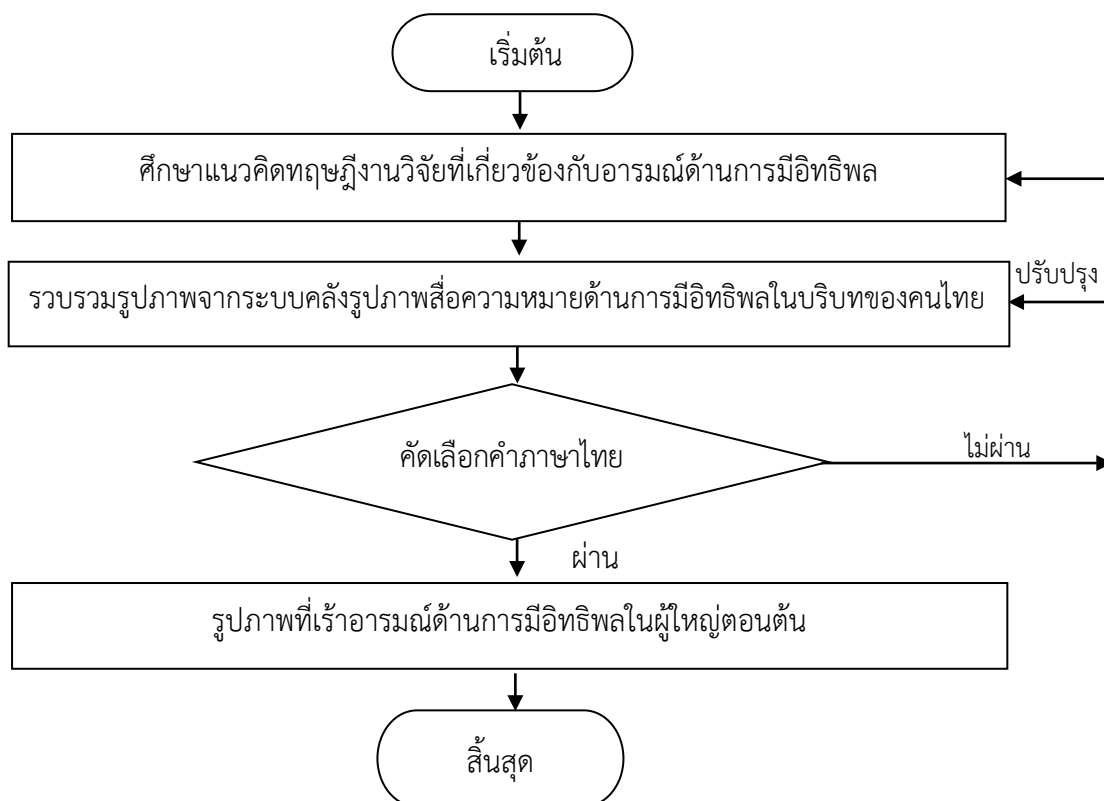 เริ่มต้น
ศึกษาแนวคิดทฤษฎีงานวิจัยที่เกี่ยวข้องกับอารมณ์ด้านการมีอิทธิพล
ปรับปรุง
รวบรวมรูปภาพจากระบบคลังรูปภาพสื่อความหมายด้านการมีอิทธิพลในบริบทของคนไทย
คัดเลือกคำภาษาไทย
ไม่ผ่าน
ผ่าน
รูปภาพที่เร้าอารมณ์ด้านการมีอิทธิพลในผู้ใหญ่ตอนต้น
สิ้นสุด